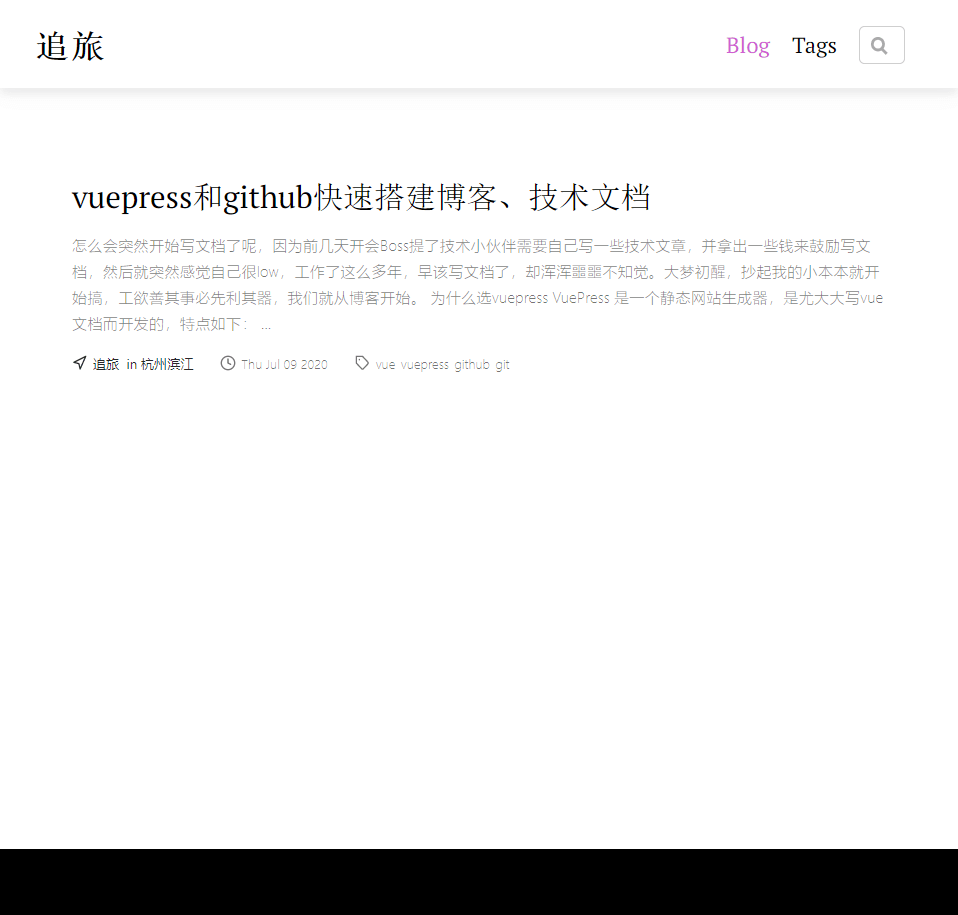 追旅
Blog Tags
vuepress和github快速搭建博客、技术文档
怎么会突然开始写文档了呢，因为前几天开会Boss提了技术小伙伴需要自己写一些技术文章，并拿出一些钱来鼓励写文
档，然后就突然感觉自己很low，工作了这么多年，早该写文档了，却浑浑噩噩不知觉。大梦初醒，抄起我的小本本就开
始搞，工欲善其事必先利其器，我们就从博客开始。 为什么选vuepress VuePress 是一个静态网站生成器，是尤大大写vue
文档而开发的，特点如下： ...
追旅 in 杭州滨江 Thu Jul 09 2020 vue vuepress github git